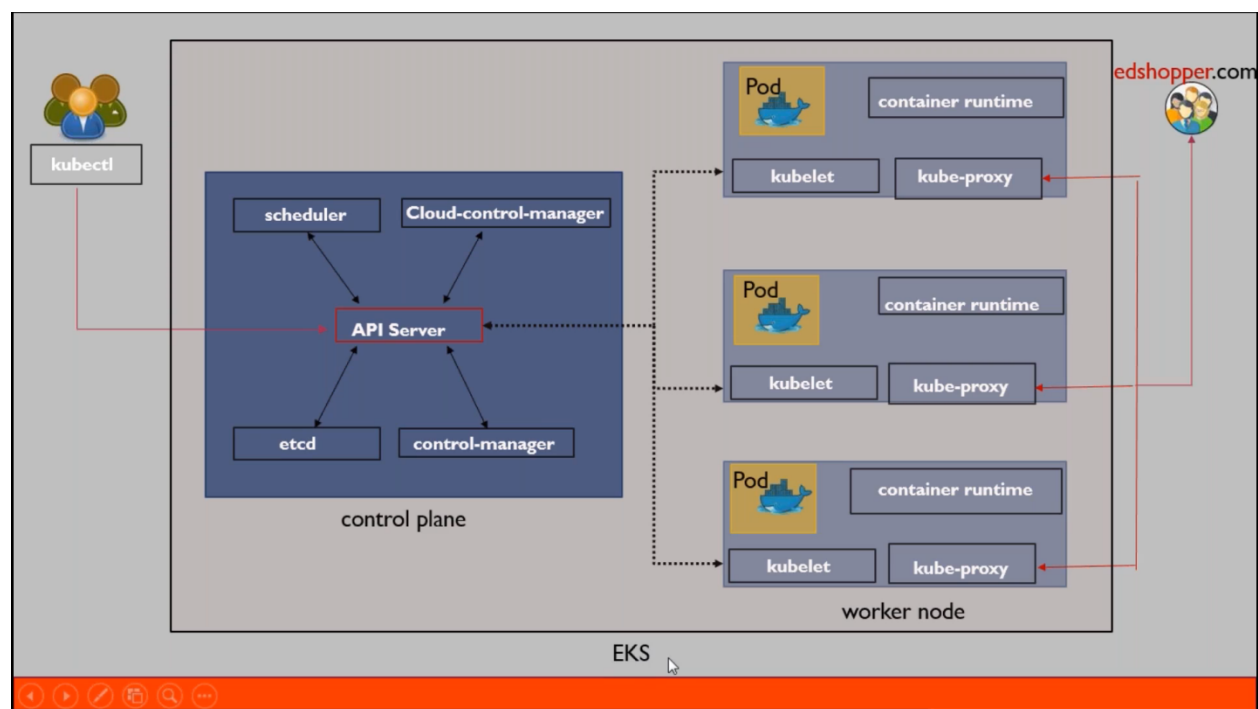 edshopper.com
kubectl
Pod
container runtime
kubelet
kube-proxy
scheduler
Cloud-control-manager
API Server
etcd
control-manager
control plane
Pod
container runtime
kubelet
kube-proxy
Pod
container runtime
kubelet
kube-proxy
worker node
EKS